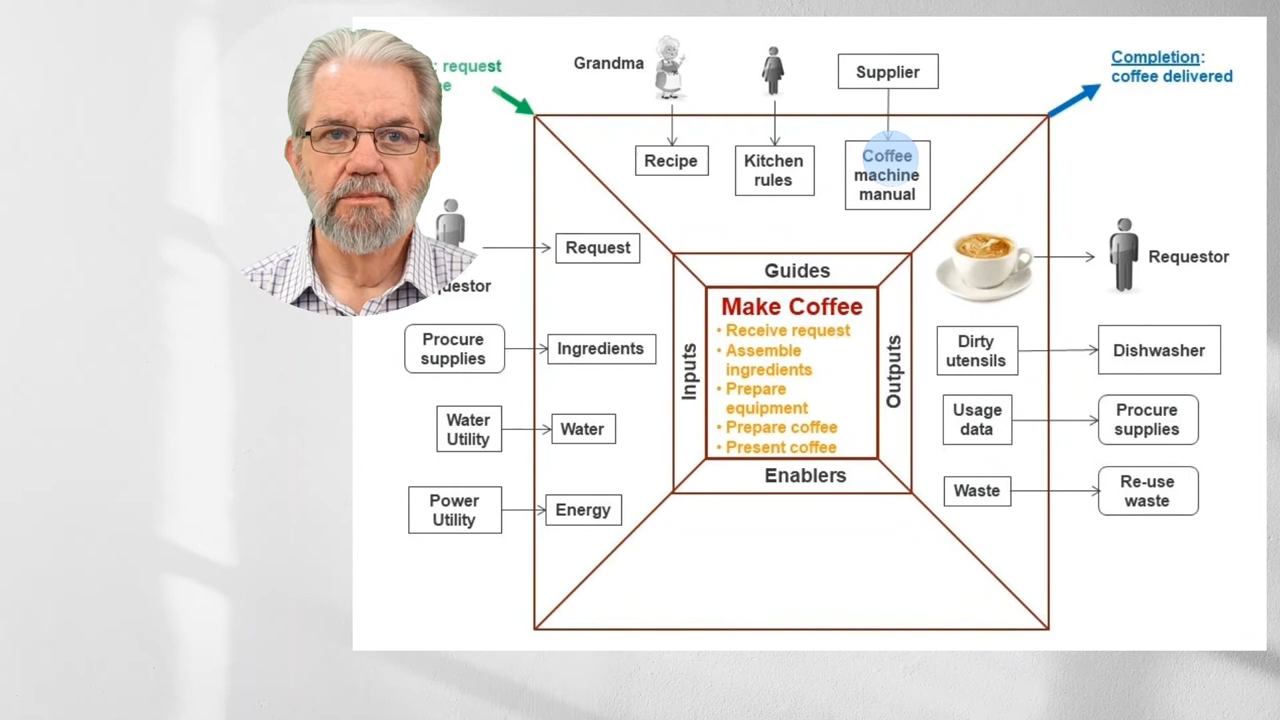 : request
Grandma
Supplier
Completion:
coffee delivered
Recipe
Kitchen
rules
Coffee
machine
manual
Request
Requestor
Guides
Make Coffee
• Receive request
• Assemble
ingredients
• Prepare
equipment
• Prepare coffee
• Present coffee
Inputs
Outputs
Enablers
Procure
supplies
Ingredients
Water
Utility
Water
Power
Utility
Energy
Dirty
utensils
Dishwasher
Usage
data
Procure
supplies
Waste
Re-use
waste